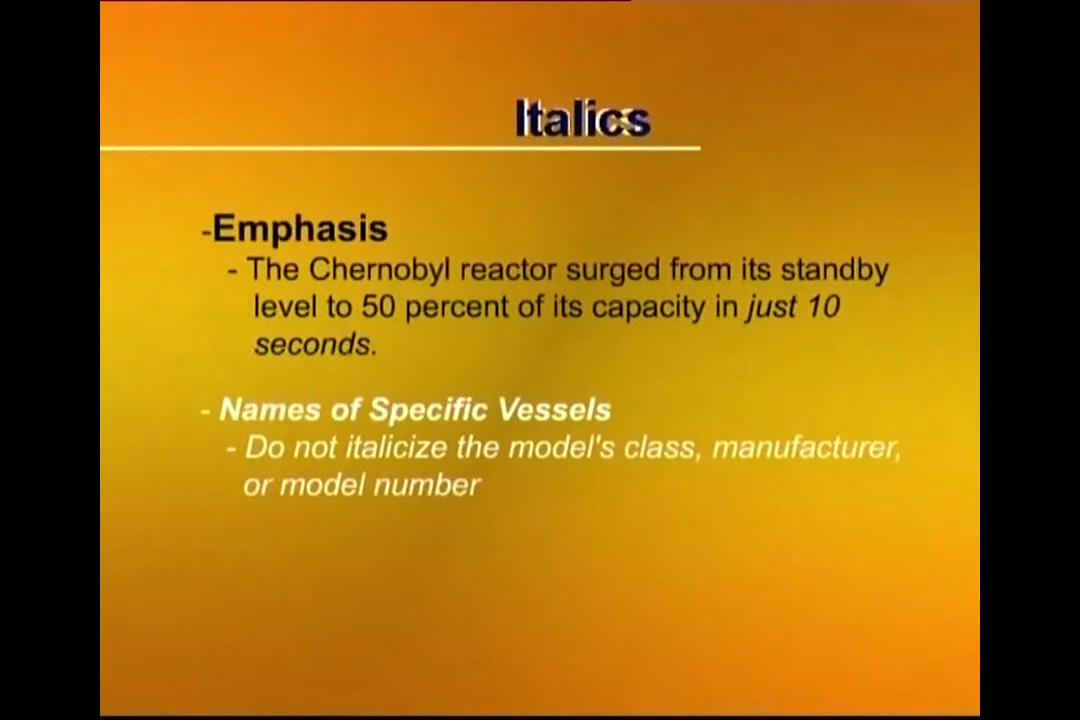 Italics
-Emphasis
- The Chernobyl reactor surged from its standby
level to 50 percent of its capacity in just 10
seconds.
- Names of Specific Vessels
- Do not italicize the model's class, manufacturer,
or model number